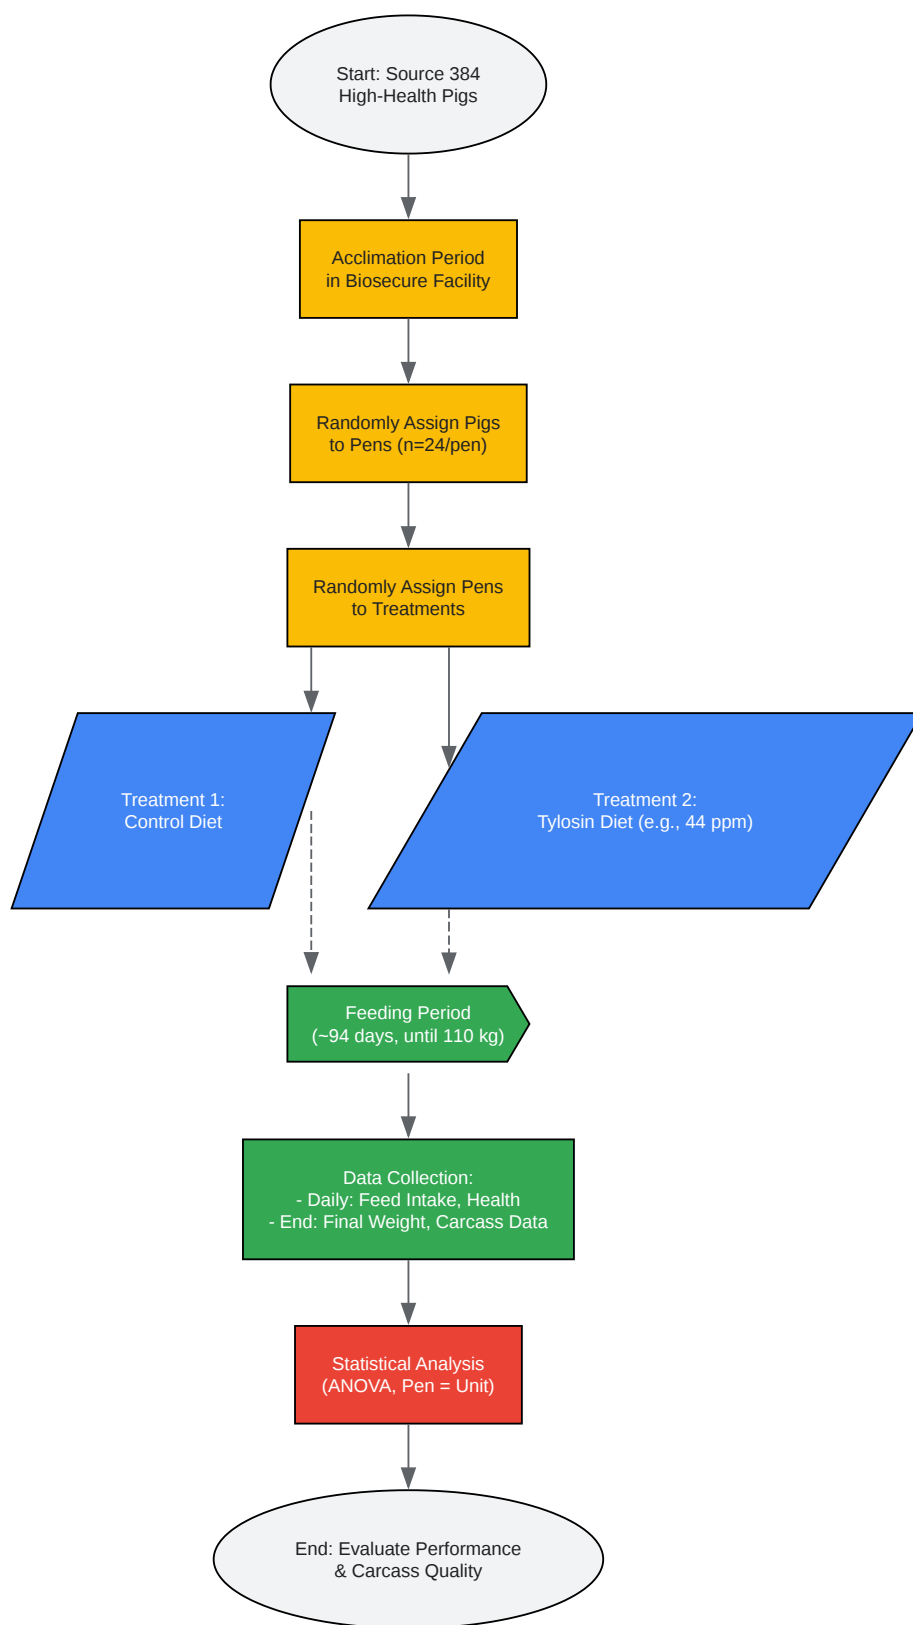 Start: Source 384
High-Health Pigs
Acclimation Period
in Biosecure Facility
Randomly Assign Pigs
to Pens (n=24/pen)
Randomly Assign Pens
to Treatments
Treatment 1:
Control Diet
Treatment 2:
Tylosin Diet (e.g., 44 ppm)
Feeding Period
(~94 days, until 110 kg)
Data Collection:
- Daily: Feed Intake, Health
- End: Final Weight, Carcass Data
Statistical Analysis
(ANOVA, Pen = Unit)
End: Evaluate Performance
& Carcass Quality